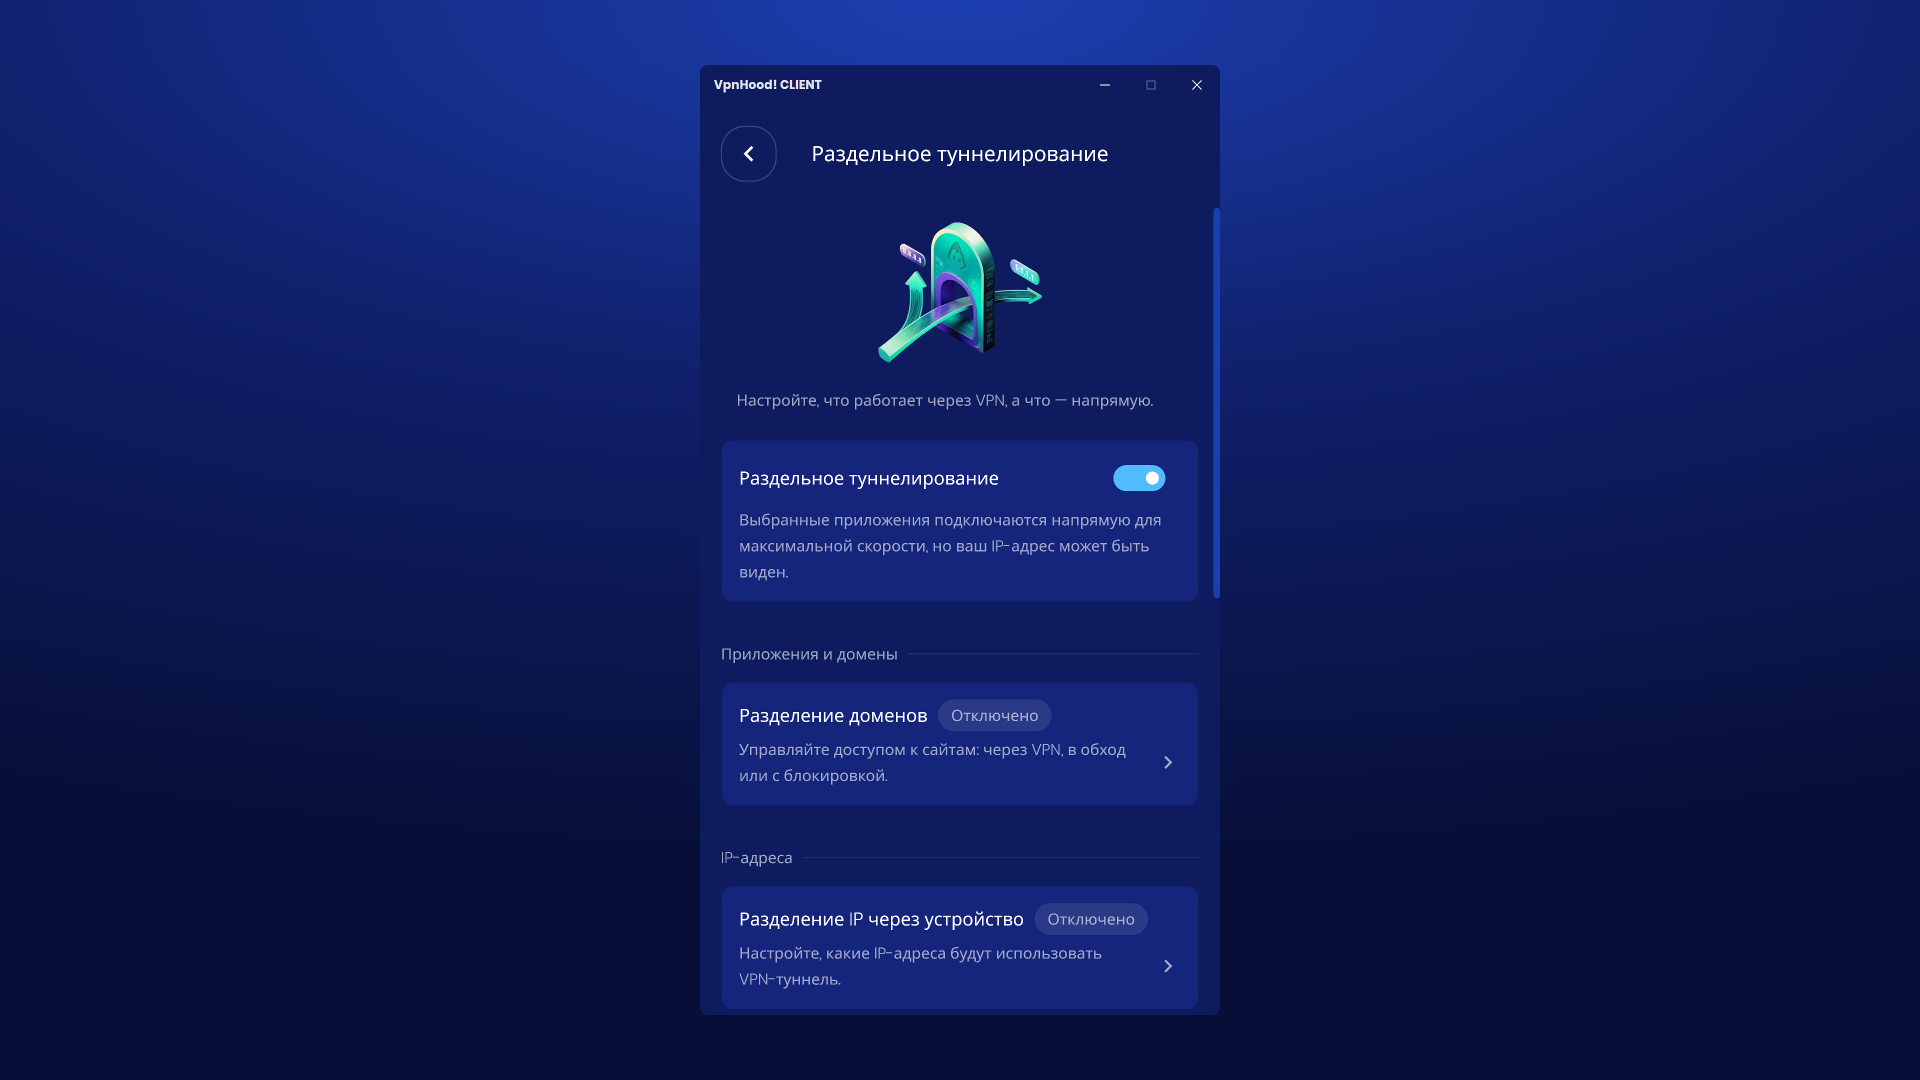 VpnHood! CLIENT
Раздельное туннелирование
Настройте, что работает через VPN, а что — напрямую.
Раздельное туннелирование
Выбранные приложения подключаются напрямую для
максимальной скорости, но ваш IP-адрес может быть
виден.
Приложения и домены
Разделение доменов Отключено
Управляйте доступом к сайтам: через VPN, в обход
или с блокировкой.
IP-адреса
Разделение IP через устройство Отключено
Настройте, какие IP-адреса будут использовать
VPN-туннель.